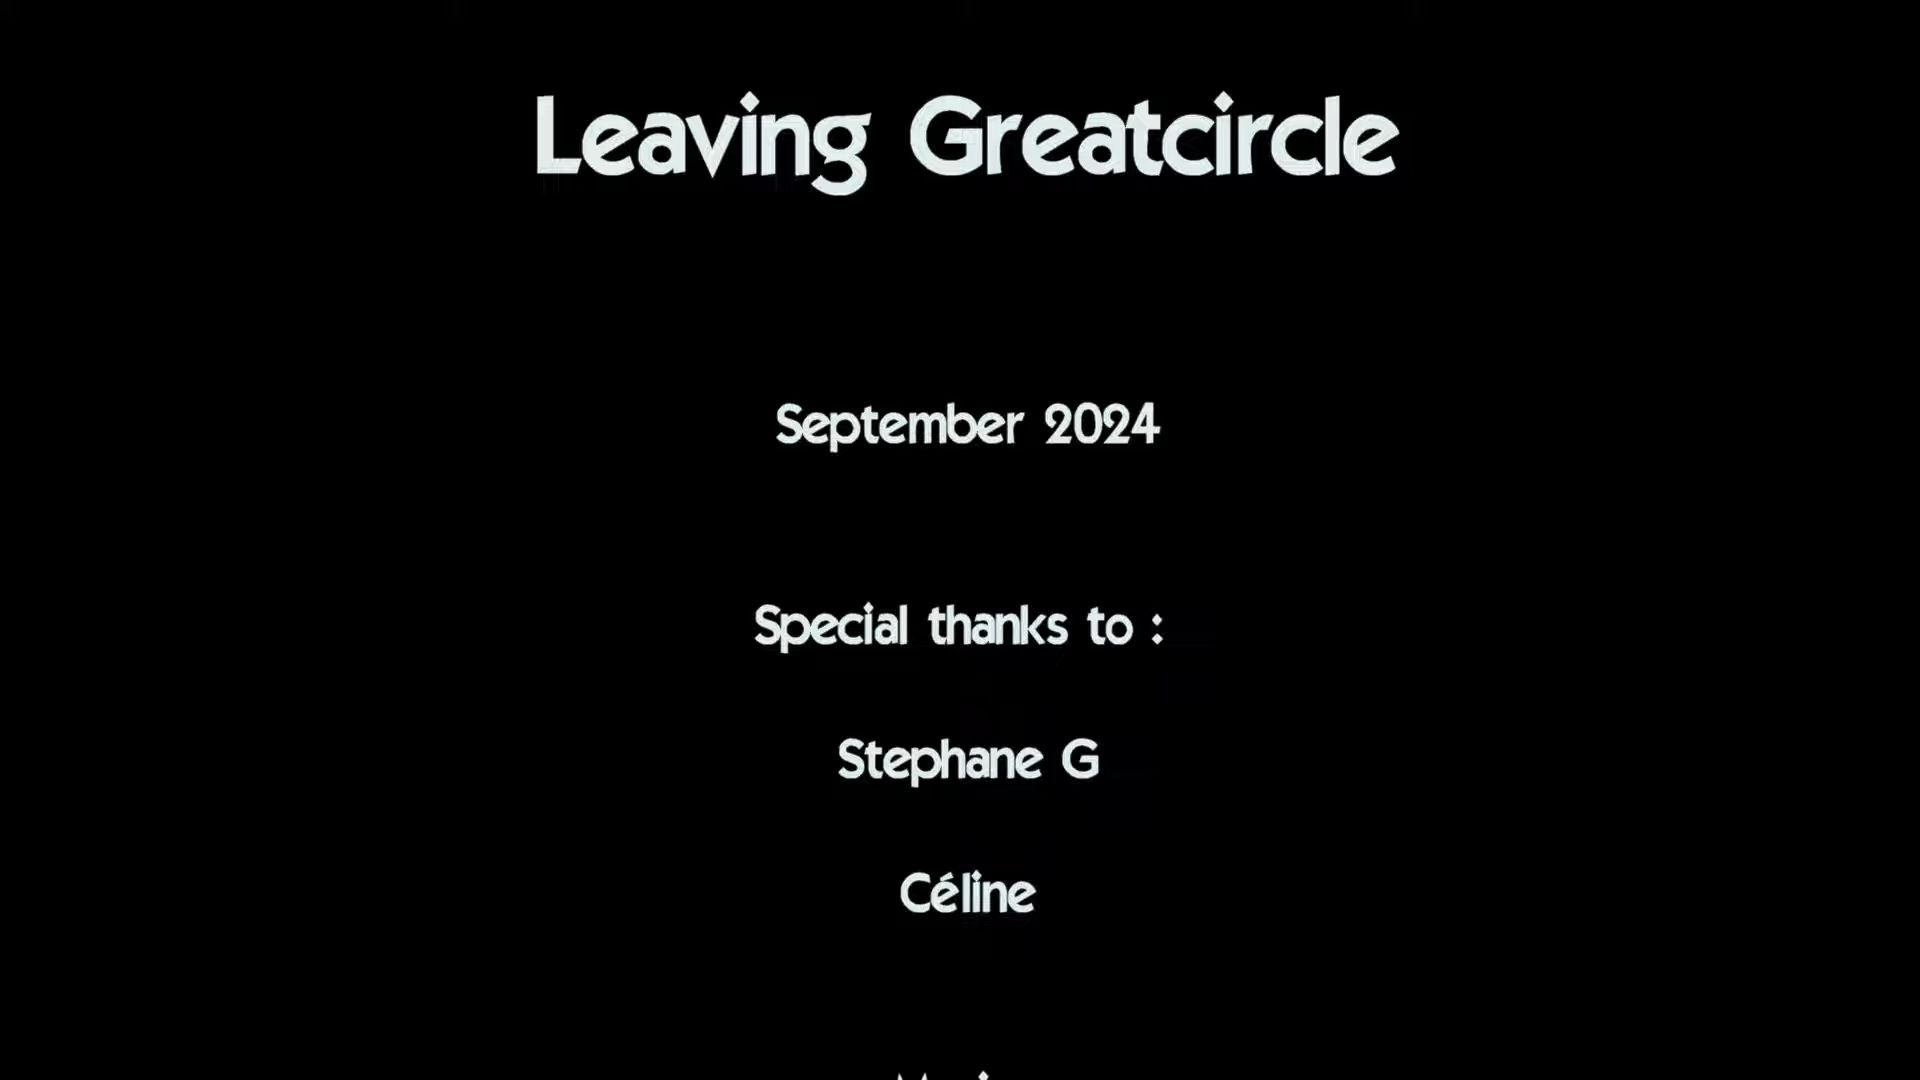 Leaving Greatcircle
September 2024
Special thanks to :
Stephane G
Céline